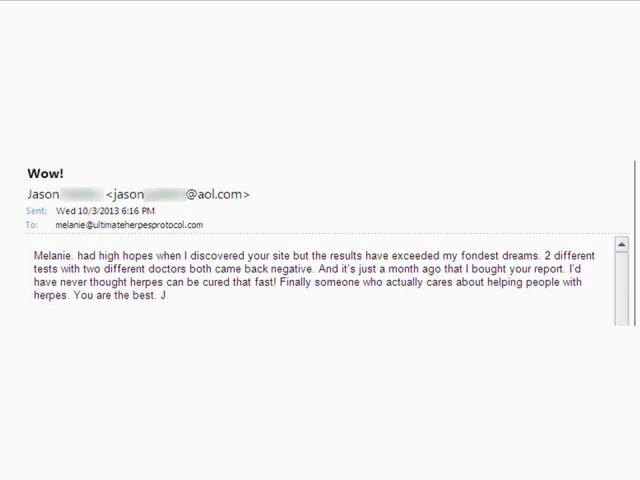 Wow!
Jason <jason @aol.com>
Sent: Wed 10/3/2013 6:16 PM
To: melanie@ultimateherpesprotocol.com
Melanie. had high hopes when I discovered your site but the results have exceeded my fondest dreams. 2 different
tests with two different doctors both came back negative. And it's just a month ago that I bought your report. I'd
have never thought herpes can be cured that fast! Finally someone who actually cares about helping people with
herpes. You are the best. J